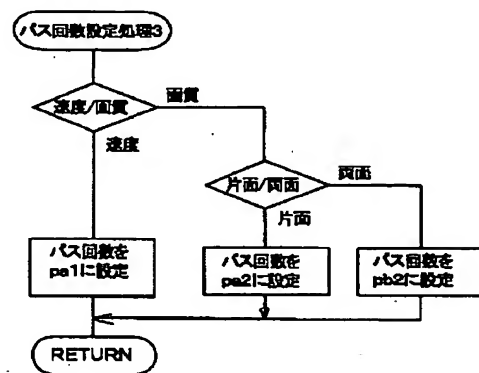 パス回数設定処理3
速度/画質
画質
速度
片面/両面
両面
片面
パス回数を
pa1に設定
パス回数を
pa2に設定
パス回数を
pb2に設定
RETURN